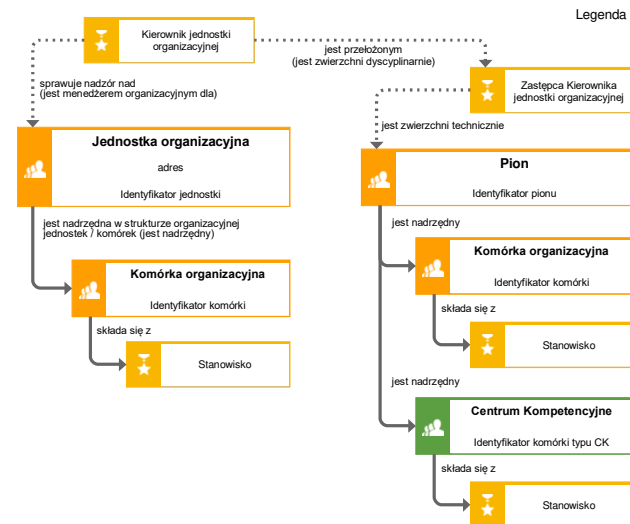 Legenda
Kierownik jednostki
organizacyjnej
jest przełożonym
(jest zwierzchni dyscyplinarnie)
sprawuje nadzór nad
(jest menedżerem organizacyjnym dla)
Zastępca Kierownika
jednostki organizacyjnej
jest zwierzchni technicznie
Jednostka organizacyjna
adres
Identyfikator jednostki
Pion
Identyfikator pionu
jest nadrzędna w strukturze organizacyjnej
jednostek / komórek (jest nadrzędny)
jest nadrzędny
Komórka organizacyjna
Identyfikator komórki
Komórka organizacyjna
Identyfikator komórki
składa się z
Stanowisko
składa się z
Stanowisko
jest nadrzędny
Centrum Kompetencyjne
Identyfikator komórki typu CK
składa się z
Stanowisko